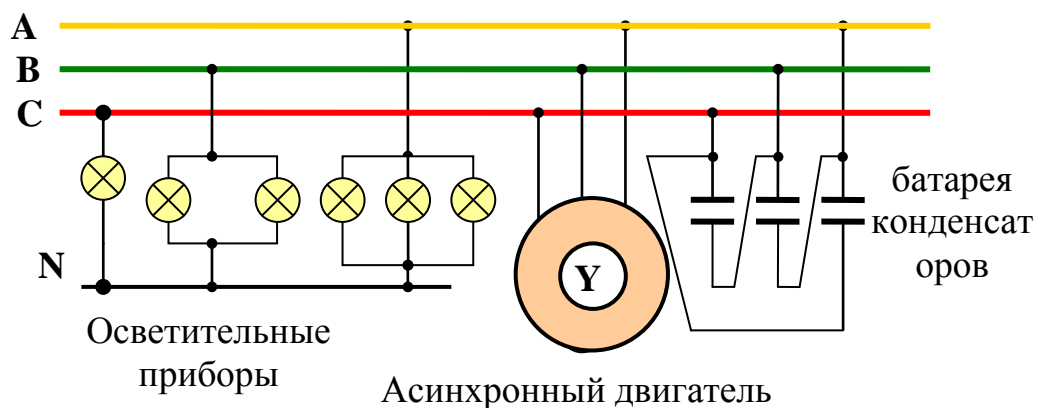 A
B
C
N
Y
батарея
конденсат
оров
Осветительные
приборы
Асинхронный двигатель